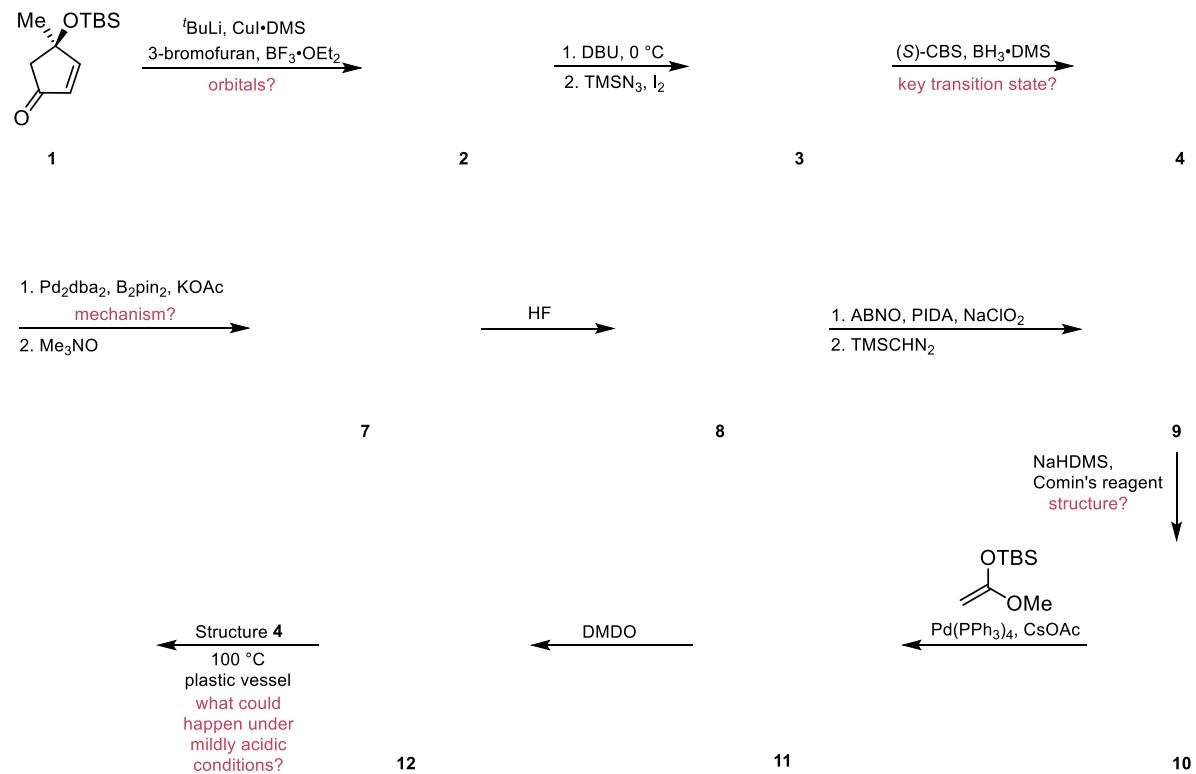 Me OTBS
O
1
ᵗBuLi, CuI•DMS
3-bromofuran, BF₃•OEt₂
orbitals?
2
1. DBU, 0 °C
2. TMSN₃, I₂
3
(S)-CBS, BH₃•DMS
key transition state?
4
1. Pd₂dba₂, B₂pin₂, KOAc
mechanism?
2. Me₃NO
7
HF
8
1. ABNO, PIDA, NaClO₂
2. TMSCHN₂
9
NaHDMS,
Comin's reagent
structure?
10
OTBS
OMe
Pd(PPh₃)₄, CsOAc
11
DMDO
12
Structure 4
100 °C
plastic vessel
what could
happen under
mildly acidic
conditions?